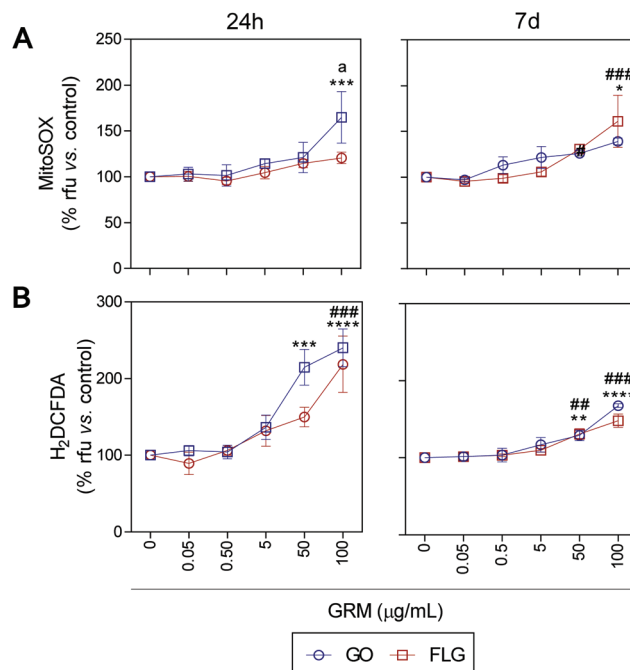 24h
7d
A
MitoSOX
(% rfu vs. control)
250
200
150
100
50
0
a
***
###
*
#
B
H₂DCFDA
(% rfu vs. control)
300
200
100
0
***
###
****
##
**
###
****
0
0.05
0.50
5
50
100
0
0.05
0.5
5
50
100
GRM (µg/mL)
GO
FLG